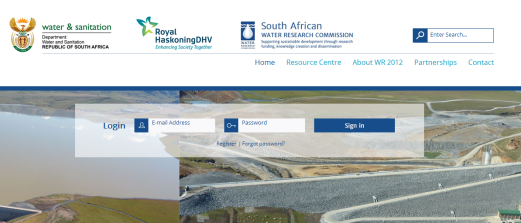 water & sanitation
Department:
Water and Sanitation
REPUBLIC OF SOUTH AFRICA
Royal
HaskoningDHV
Enhancing Society Together
WATER
RESEARCH
South African
WATER RESEARCH COMMISSION
Supporting sustainable development through research
funding, knowledge creation and dissemination
Enter Search...
Home Resource Centre About WR 2012 Partnerships Contact
Login E-mail Address Password Sign in
Register | Forgot password?